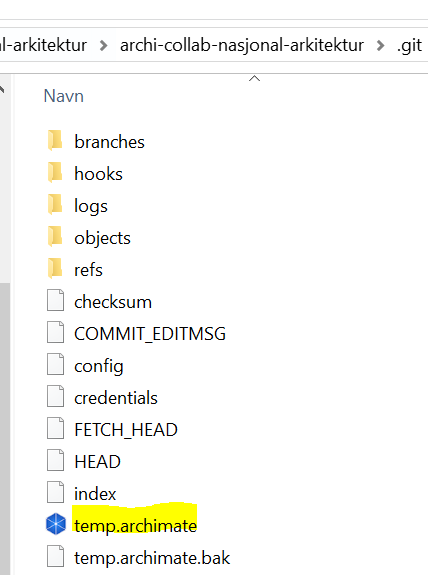 al-arkitektur > archi-collab-nasjonal-arkitektur > .git
Navn
branches
hooks
logs
objects
refs
checksum
COMMIT_EDITMSG
config
credentials
FETCH_HEAD
HEAD
index
temp.archimate
temp.archimate.bak